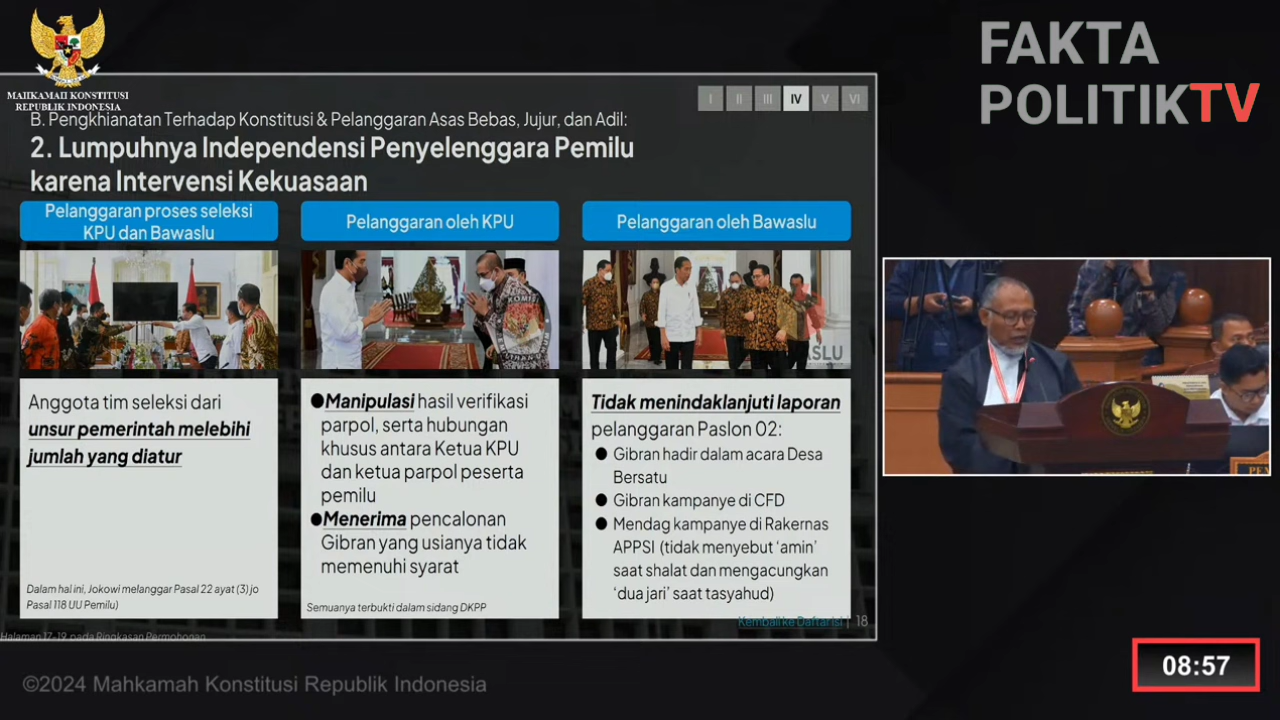 MAHKAMAH KONSTITUSI
REPUBLIK INDONESIA
FAKTA
POLITIKTV
I II III IV V VI
B. Pengkhianatan Terhadap Konstitusi & Pelanggaran Asas Bebas, Jujur, dan Adil:
2. Lumpuhnya Independensi Penyelenggara Pemilu
karena Intervensi Kekuasaan
Pelanggaran proses seleksi
KPU dan Bawaslu
Anggota tim seleksi dari
unsur pemerintah melebihi
jumlah yang diatur
Dalam hal ini, Jokowi melanggar Pasal 22 ayat (3) jo
Pasal 118 UU Pemilu)
Pelanggaran oleh KPU
●Manipulasi hasil verifikasi
parpol, serta hubungan
khusus antara Ketua KPU
dan ketua parpol peserta
pemilu
●Menerima pencalonan
Gibran yang usianya tidak
memenuhi syarat
Semuanya terbukti dalam sidang DKPP
Pelanggaran oleh Bawaslu
Tidak menindaklanjuti laporan
pelanggaran Paslon 02:
● Gibran hadir dalam acara Desa
Bersatu
● Gibran kampanye di CFD
● Mendag kampanye di Rakernas
APPSI (tidak menyebut ‘amin’
saat shalat dan mengacungkan
‘dua jari’ saat tasyahud)
Kembali ke Daftar Isi | 18
Halaman 17-19 pada Ringkasan Permohonan
©2024 Mahkamah Konstitusi Republik Indonesia
08:57